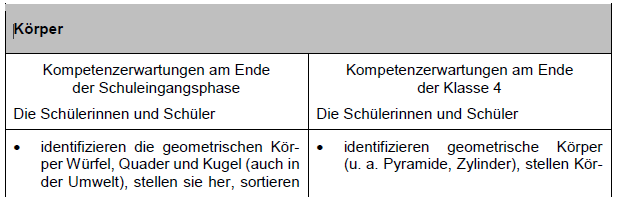 Körper
Kompetenzerwartungen am Ende
der Schuleingangsphase
Die Schülerinnen und Schüler
Kompetenzerwartungen am Ende
der Klasse 4
Die Schülerinnen und Schüler
• identifizieren die geometrischen Kör-
per Würfel, Quader und Kugel (auch in
der Umwelt), stellen sie her, sortieren
• identifizieren geometrische Körper
(u. a. Pyramide, Zylinder), stellen Kör-